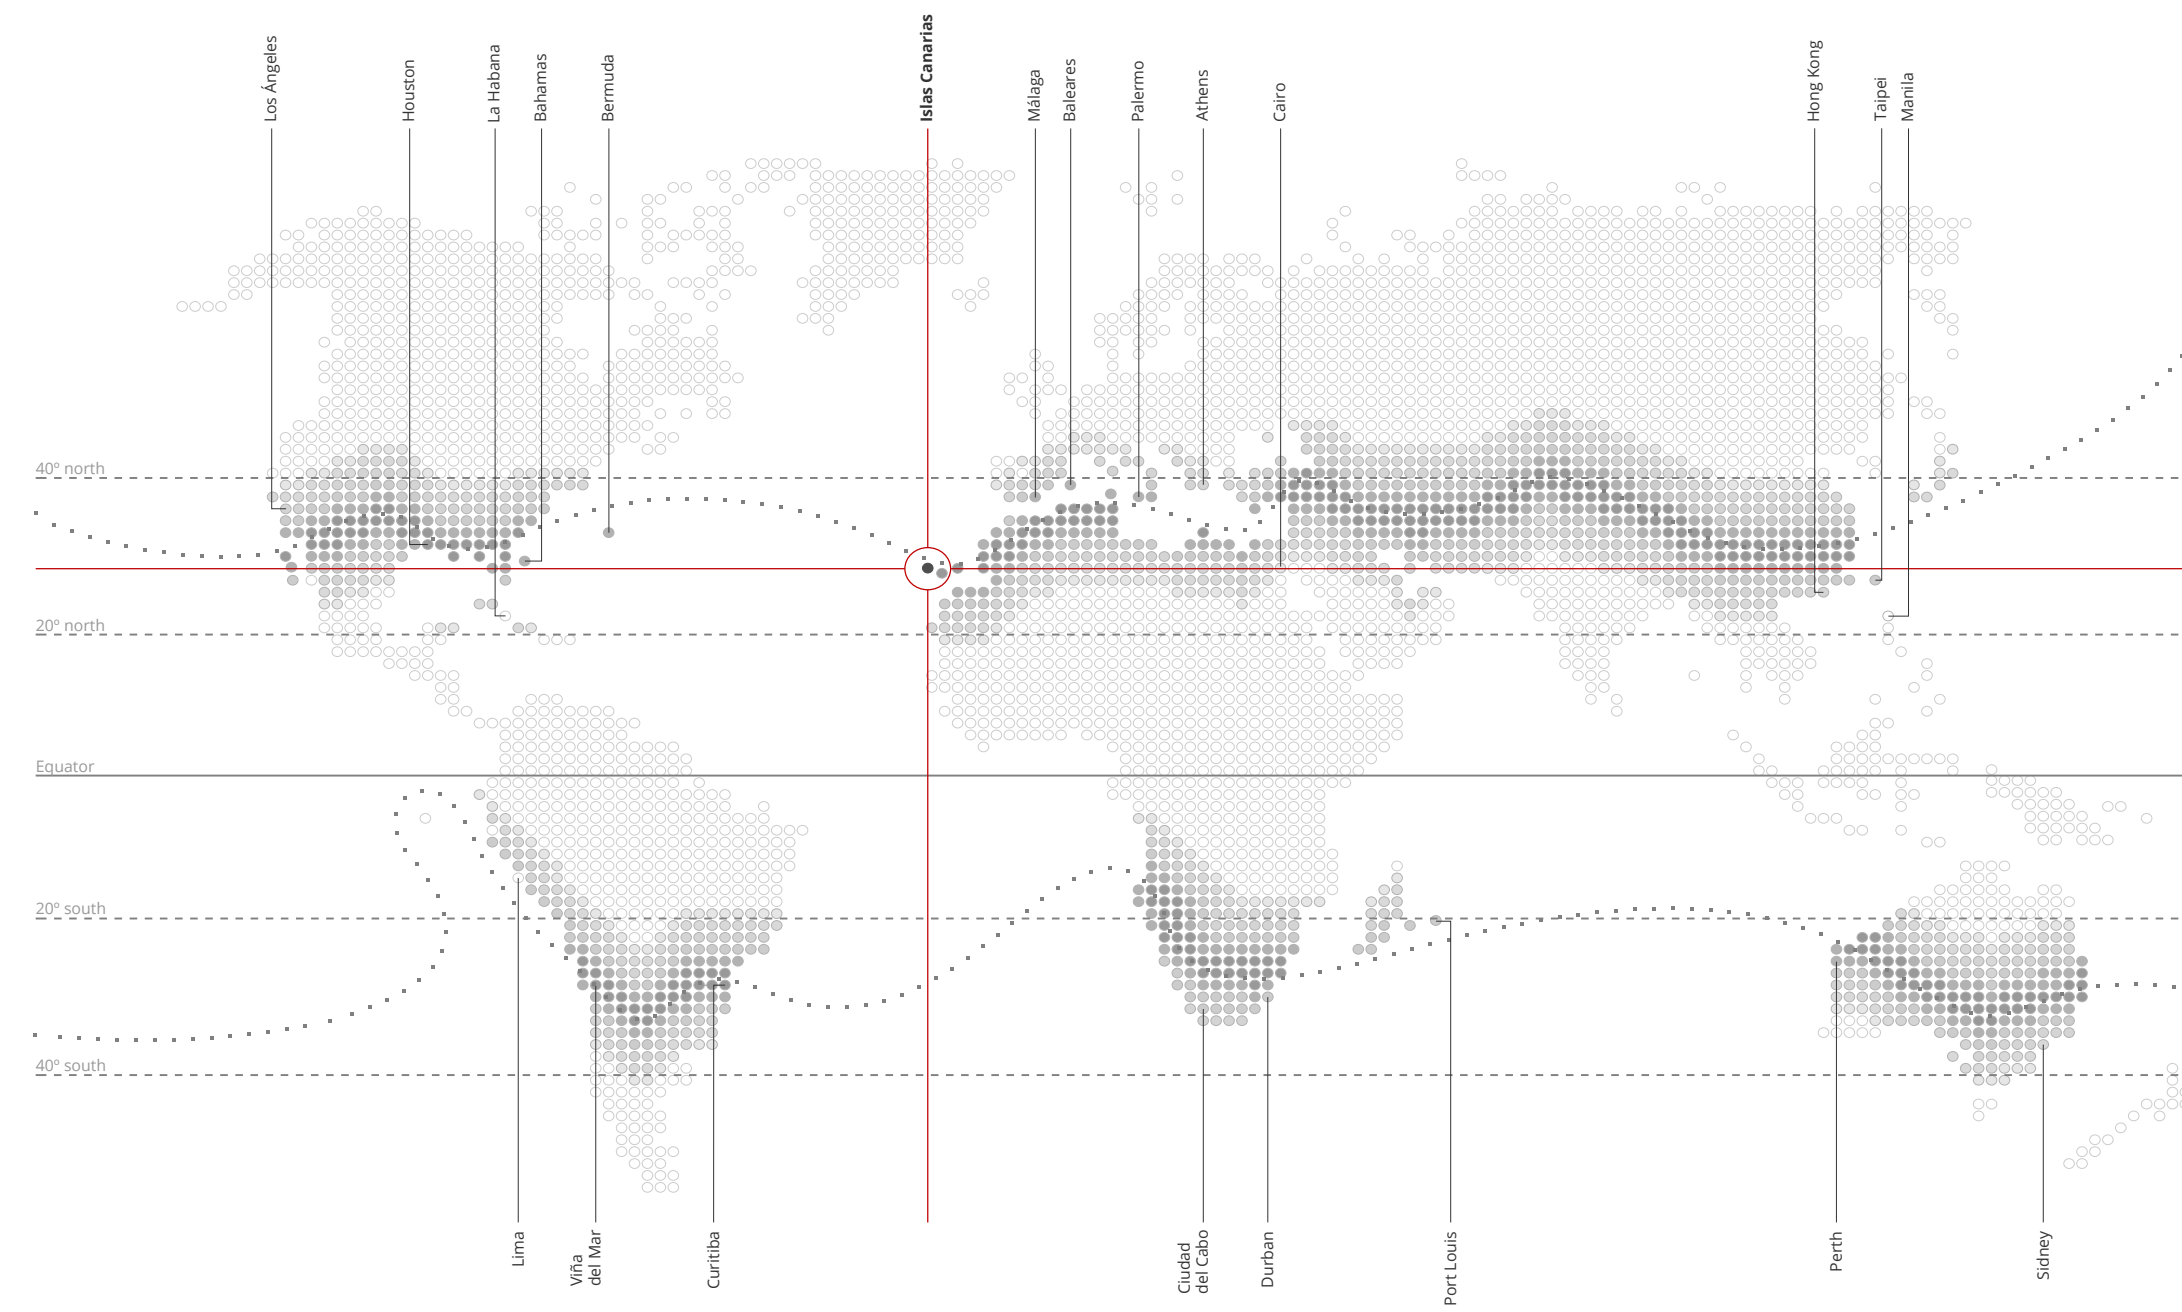 Los Ángeles
Houston
La Habana
Bahamas
Bermuda
Islas Canarias
Málaga
Baleares
Palermo
Athens
Cairo
Hong Kong
Taipei
Manila
40º north
20º north
Equator
20º south
40º south
Lima
Viña
del Mar
Curitiba
Ciudad
del Cabo
Durban
Port Louis
Perth
Sidney